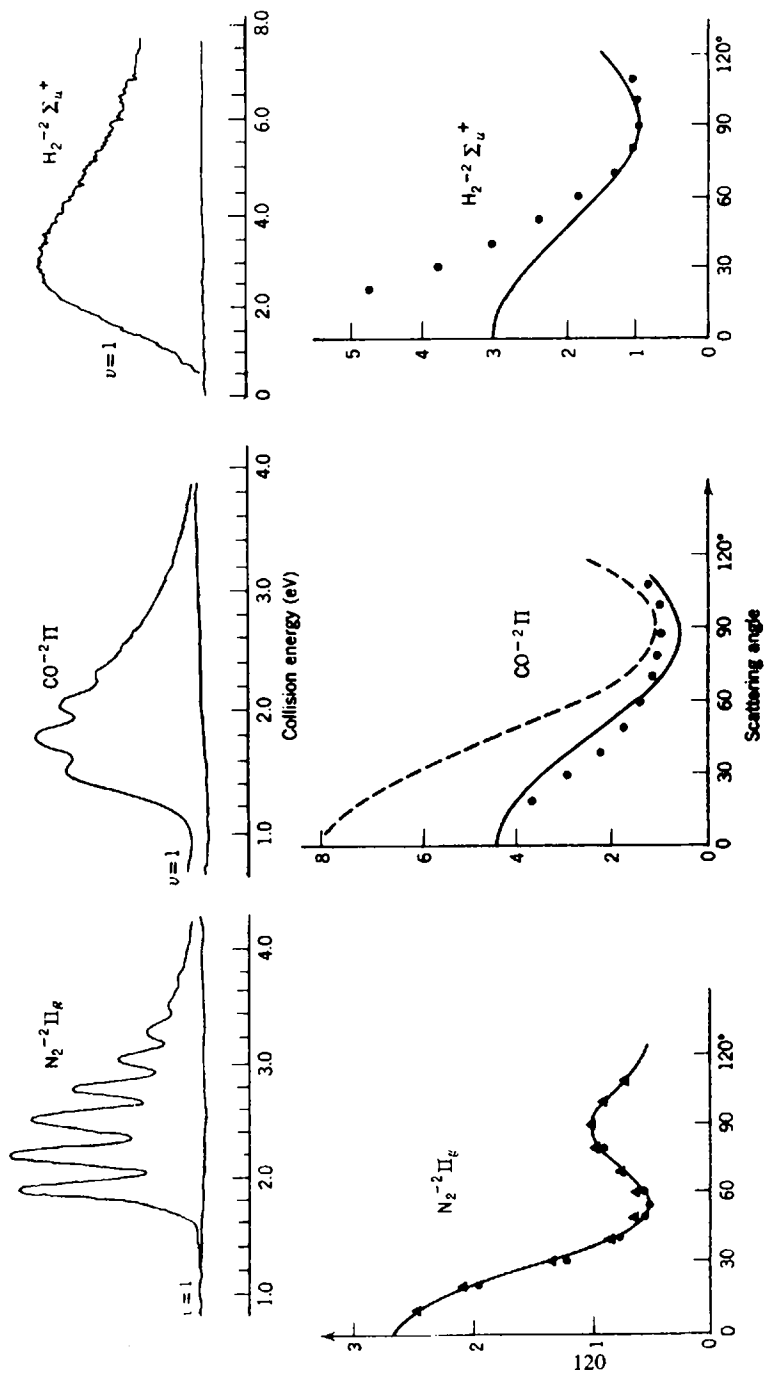 N₂⁻ ²Πg
υ = 1
1.0 2.0 3.0 4.0
CO⁻ ²Π
υ = 1
1.0 2.0 3.0 4.0
Collision energy (eV)
H₂⁻ ²Σᵤ⁺
υ = 1
0 2.0 4.0 6.0 8.0
N₂⁻ ²Πg
3
2
1
0
0 30 60 90 120°
CO⁻ ²Π
8
6
4
2
0
0 30 60 90 120°
Scattering angle
H₂⁻ ²Σᵤ⁺
5
4
3
2
1
0
0 30 60 90 120°
120